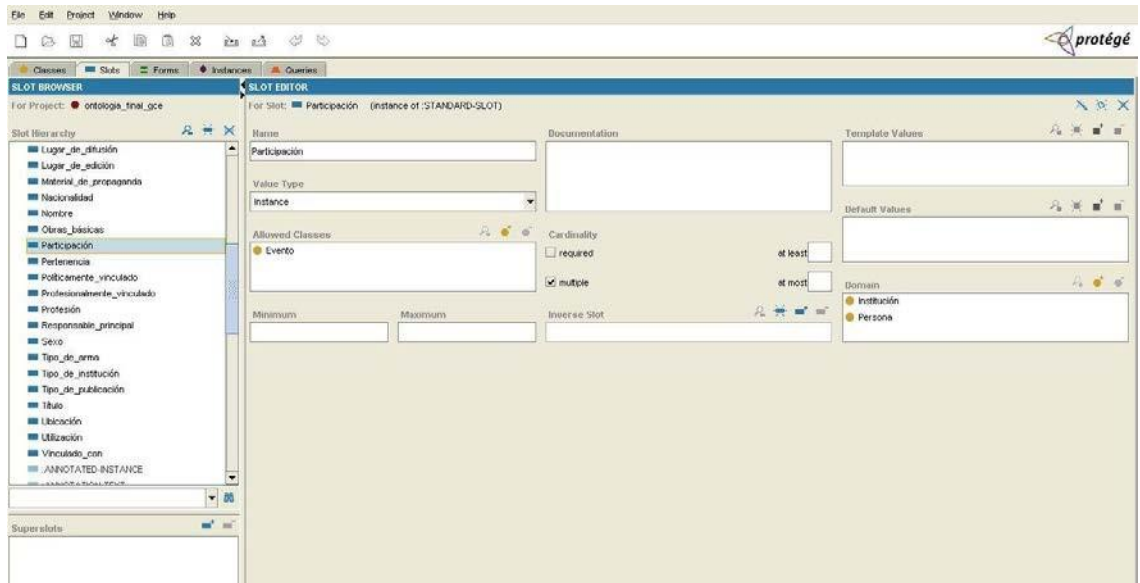 File Edit Project Window Help
protégé
Classes Slots Forms Instances Queries
SLOT BROWSER
For Project: ontologia_final_gce
Slot Hierarchy
Lugar_de_difusión
Lugar_de_edición
Material_de_propaganda
Nacionalidad
Nombre
Obras_básicas
Participación
Pertenencia
Políticamente_vinculado
Profesionalmente_vinculado
Profesión
Responsable_principal
Sexo
Tipo_de_arma
Tipo_de_institución
Tipo_de_publicación
Título
Ubicación
Utilización
Vinculado_con
:ANNOTATED-INSTANCE
:ANNOTATION-TEXT
Superslots
SLOT EDITOR
For Slot: Participación (instance of :STANDARD-SLOT)
Name
Participación
Documentation
Template Values
Value Type
Instance
Default Values
Allowed Classes
Evento
Cardinality
required at least
multiple at most
Domain
Institución
Persona
Minimum
Maximum
Inverse Slot